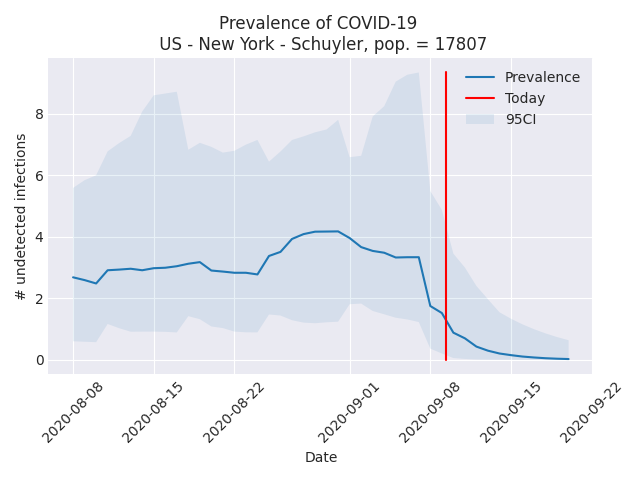 Prevalence of COVID-19
US - New York - Schuyler, pop. = 17807
Prevalence
Today
95CI
# undetected infections
8
6
4
2
0
2020-08-08
2020-08-15
2020-08-22
2020-09-01
2020-09-08
2020-09-15
2020-09-22
Date